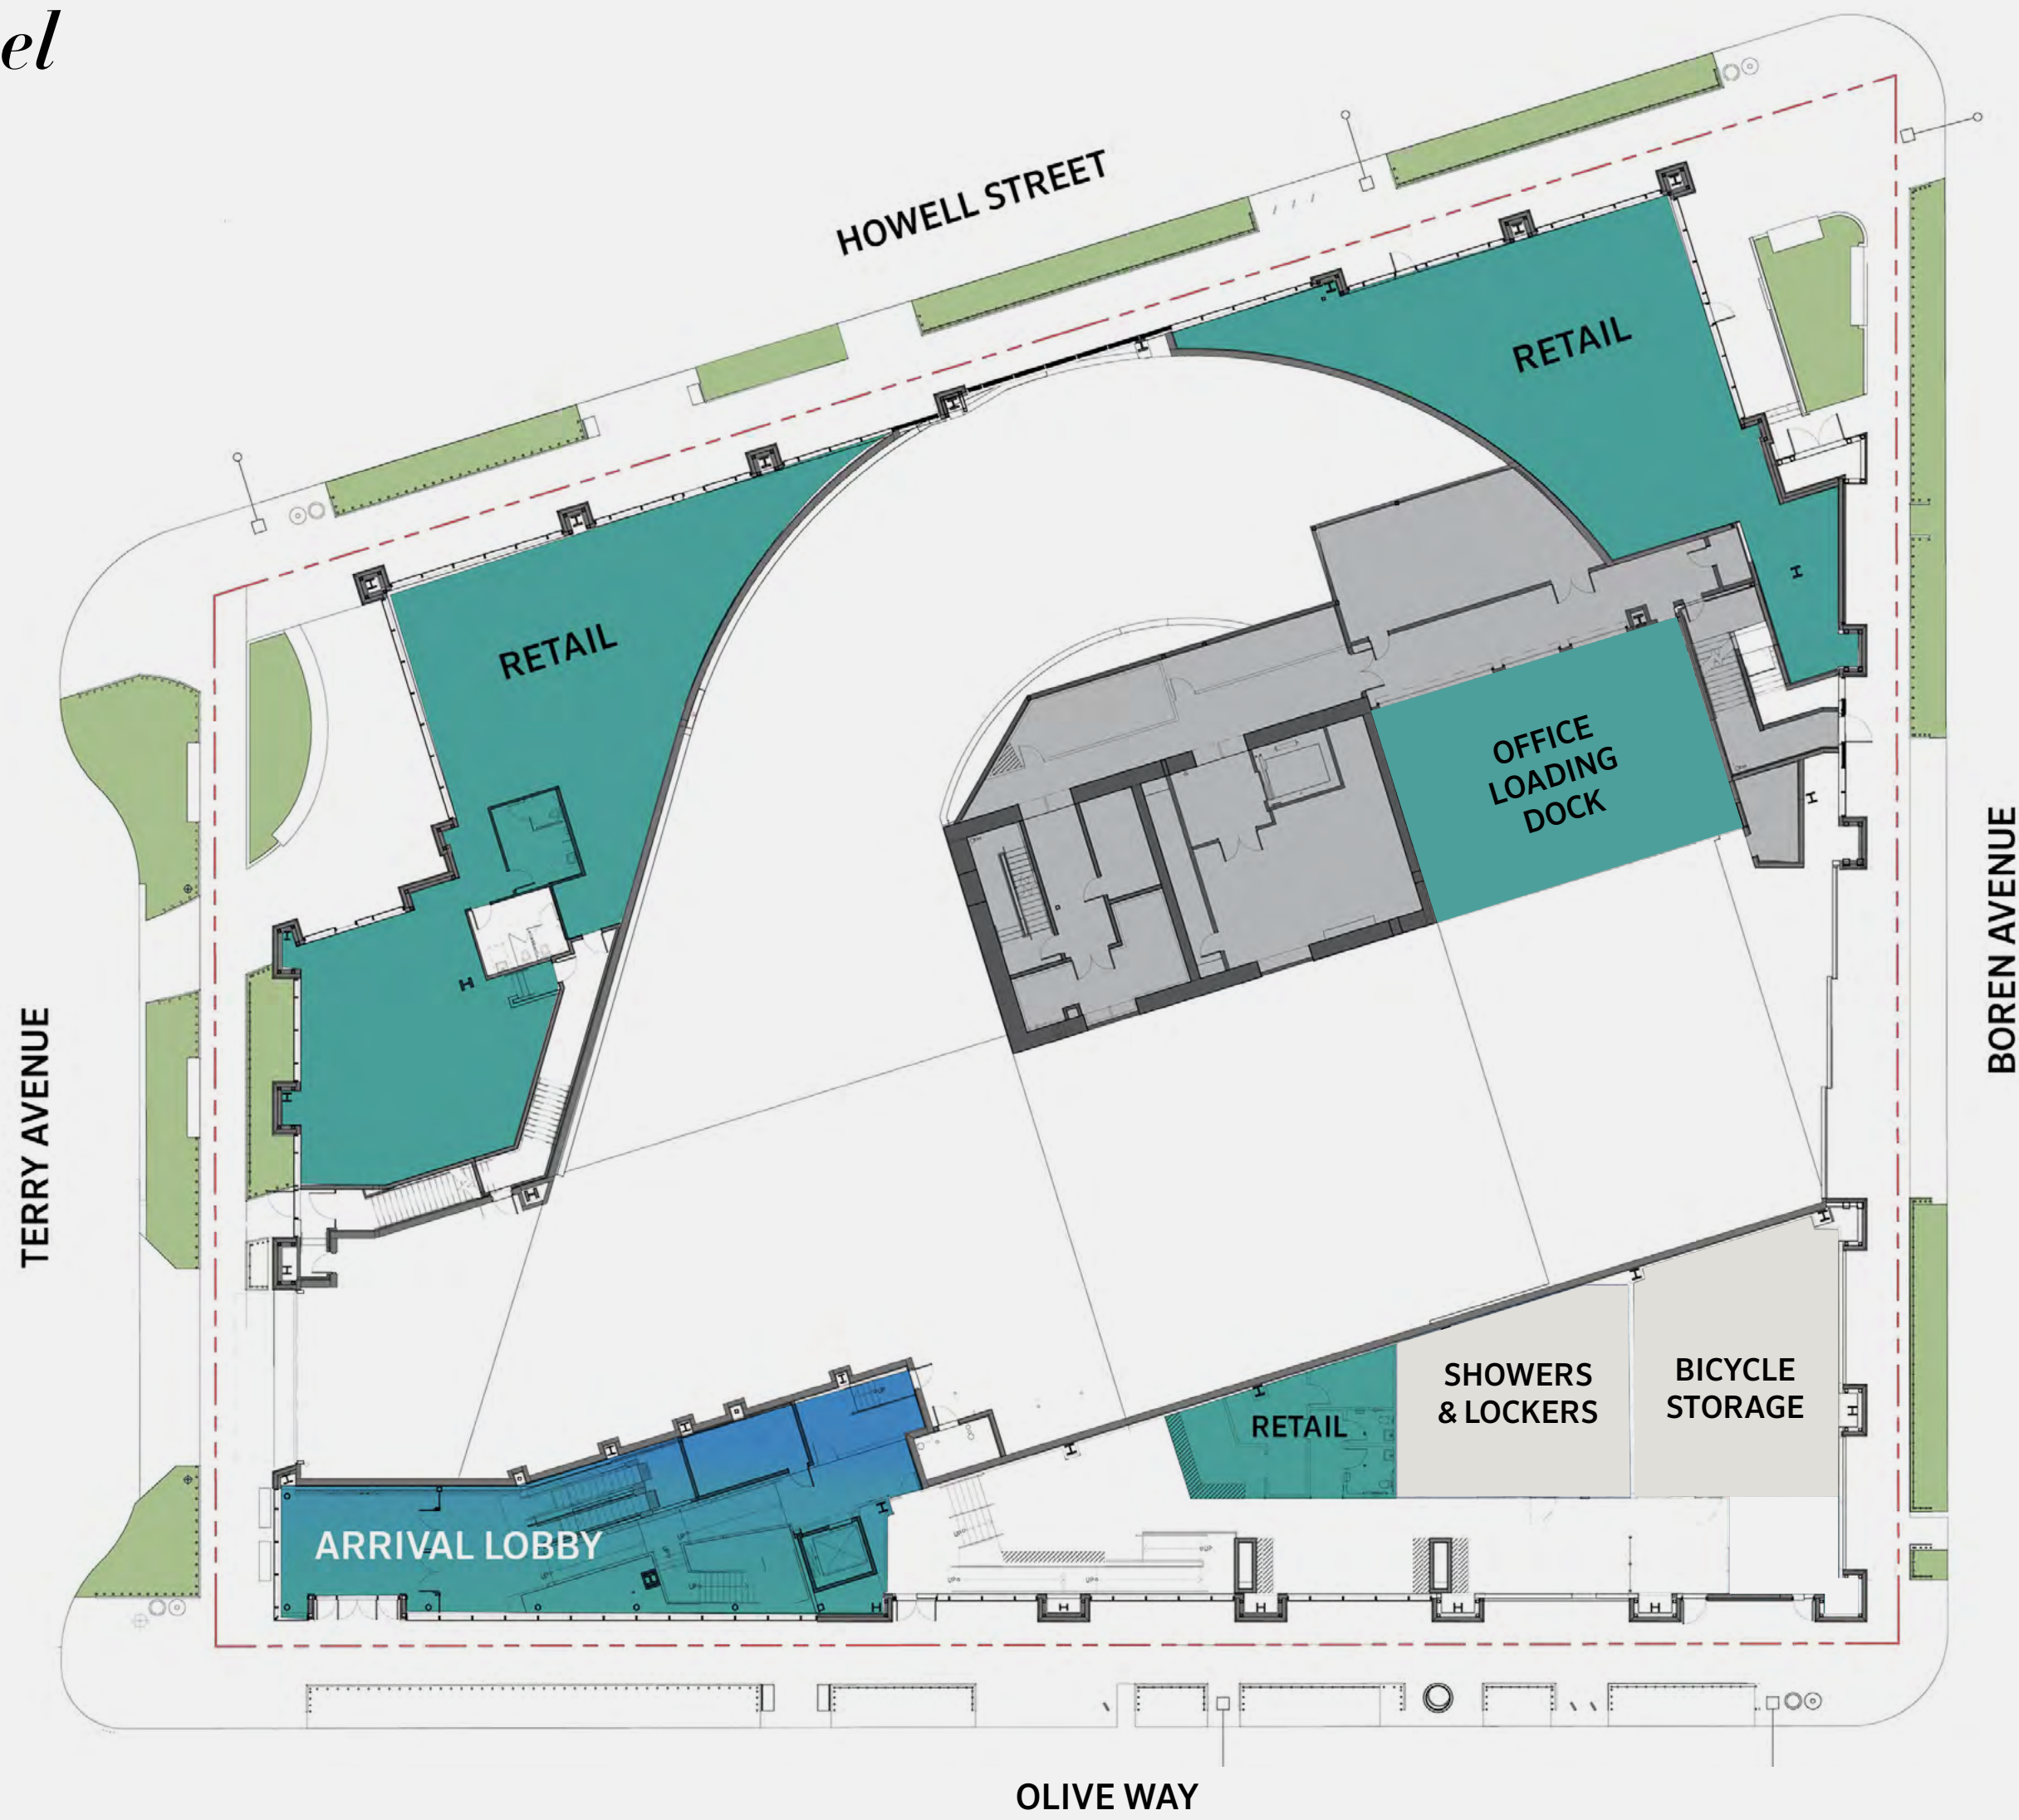 el
HOWELL STREET
RETAIL
RETAIL
OFFICE
LOADING
DOCK
TERRY AVENUE
BOREN AVENUE
SHOWERS
& LOCKERS
BICYCLE
STORAGE
RETAIL
ARRIVAL LOBBY
OLIVE WAY